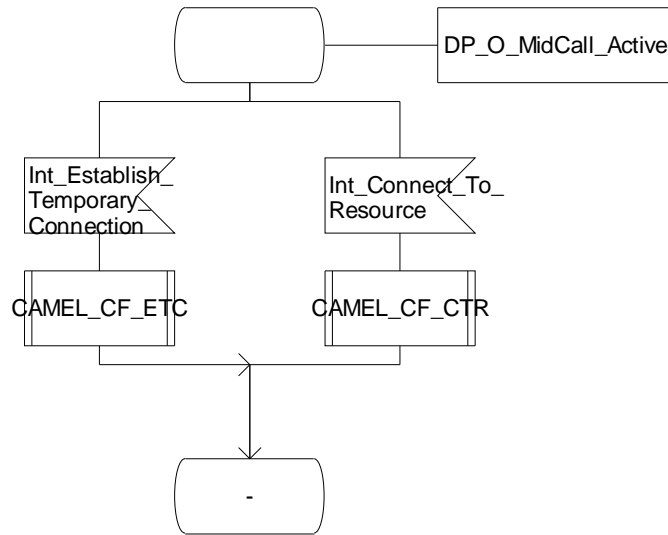 DP_O_MidCall_Active
Int_Establish_
Temporary_
Connection
Int_Connect_To_
Resource
CAMEL_CF_ETC
CAMEL_CF_CTR
-